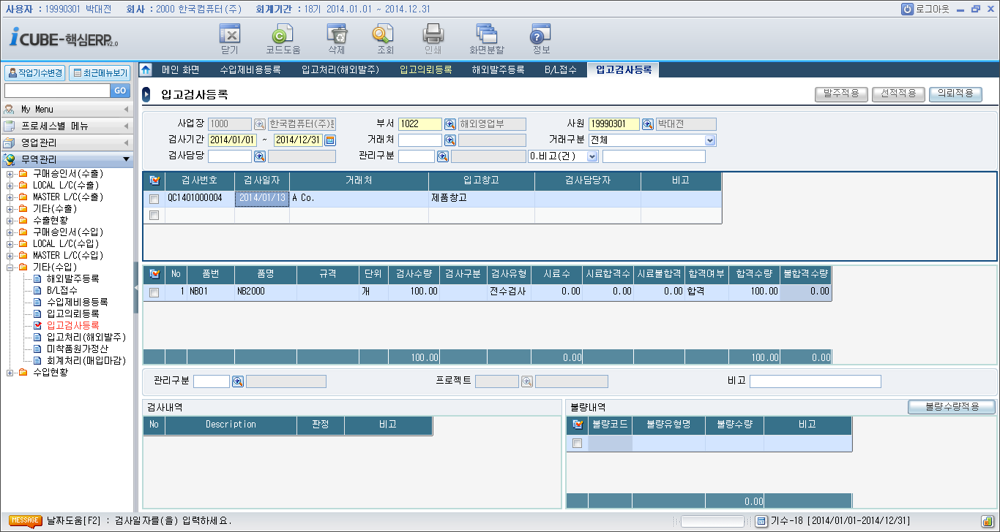 사용자 : 19990301 박대전 회사 : 2000 한국컴퓨터(주) 회계기간 : 18기 2014.01.01 ~ 2014.12.31 로그아웃
iCUBE-핵심ERP v2.0
닫기 코드도움 삭제 조회 인쇄 화면분할 정보
작업기수변경 최근메뉴보기
메인 화면 수입제비용등록 입고처리(해외발주) 입고의뢰등록 해외발주등록 B/L접수 입고검사등록
GO
입고검사등록 발주적용 선적적용 의뢰적용
My Menu
프로세스별 메뉴
영업관리
무역관리
구매승인서(수출)
LOCAL L/C(수출)
MASTER L/C(수출)
기타(수출)
수출현황
구매승인서(수입)
LOCAL L/C(수입)
MASTER L/C(수입)
기타(수입)
해외발주등록
B/L접수
수입제비용등록
입고의뢰등록
입고검사등록
입고처리(해외발주)
미착품원가정산
회계처리(매입마감)
수입현황
사업장 1000 한국컴퓨터(주) 부서 1022 해외영업부 사원 19990301 박대전
검사기간 2014/01/01 ~ 2014/12/31 거래처 거래구분 전체
검사담당 관리구분 0.비고(건)
검사번호 검사일자 거래처 입고창고 검사담당자 비고
QC1401000004 2014/01/13 A Co. 제품창고
No 품번 품명 규격 단위 검사수량 검사구분 검사유형 시료수 시료합격수 시료불합격 합격여부 합격수량 불합격수량
1 NB01 NB2000 개 100.00 전수검사 0.00 0.00 0.00 합격 100.00 0.00
100.00 0.00 100.00 0.00
관리구분 프로젝트 비고
검사내역
No Description 판정 비고
불량내역 불량수량적용
불량코드 불량유형명 불량수량 비고
0.00
MESSAGE 날짜도움[F2] : 검사일자를(을) 입력하세요. 기수-18 [2014/01/01-2014/12/31]